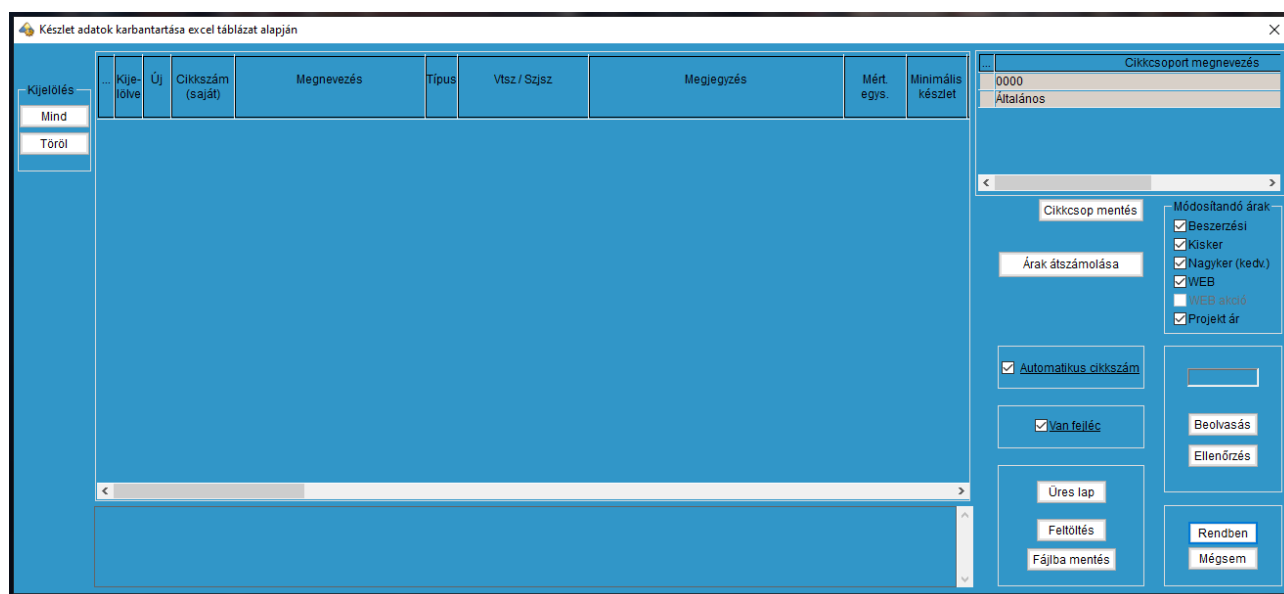 Készlet adatok karbantartása excel táblázat alapján
Kijelölés
Mind
Töröl
... Kije-lölve Új Cikkszám (saját) Megnevezés Típus Vtsz / Szjsz Megjegyzés Mért. egys. Minimális készlet
... Cikkcsoport megnevezés
0000
Általános
Cikkcsop mentés
Árak átszámolása
Módosítandó árak
Beszerzési
Kisker
Nagyker (kedv.)
WEB
WEB akció
Projekt ár
Automatikus cikkszám
Van fejléc
Beolvasás
Ellenőrzés
Üres lap
Feltöltés
Fájlba mentés
Rendben
Mégsem